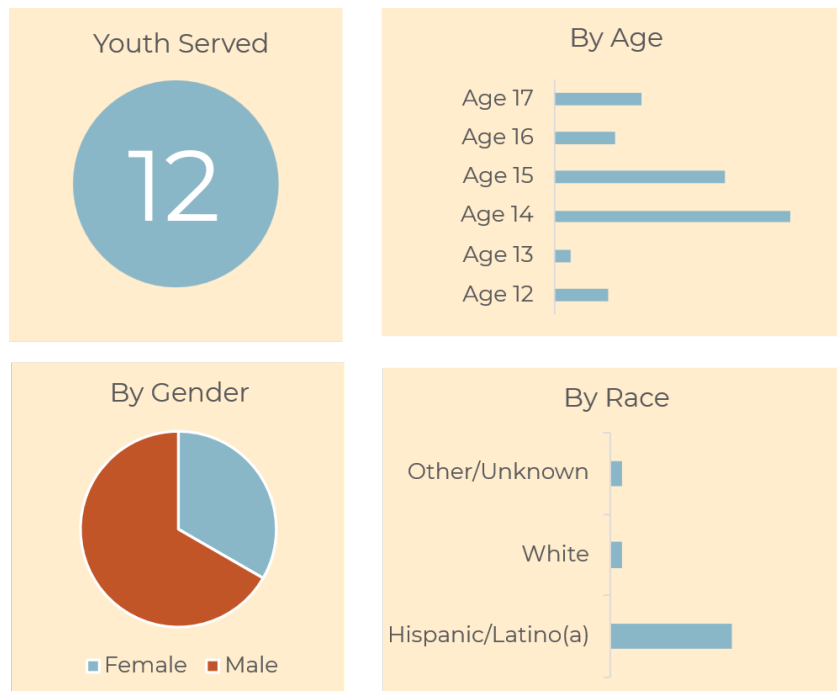 Youth Served
12
By Age
Age 17
Age 16
Age 15
Age 14
Age 13
Age 12
By Gender
Female Male
By Race
Other/Unknown
White
Hispanic/Latino(a)